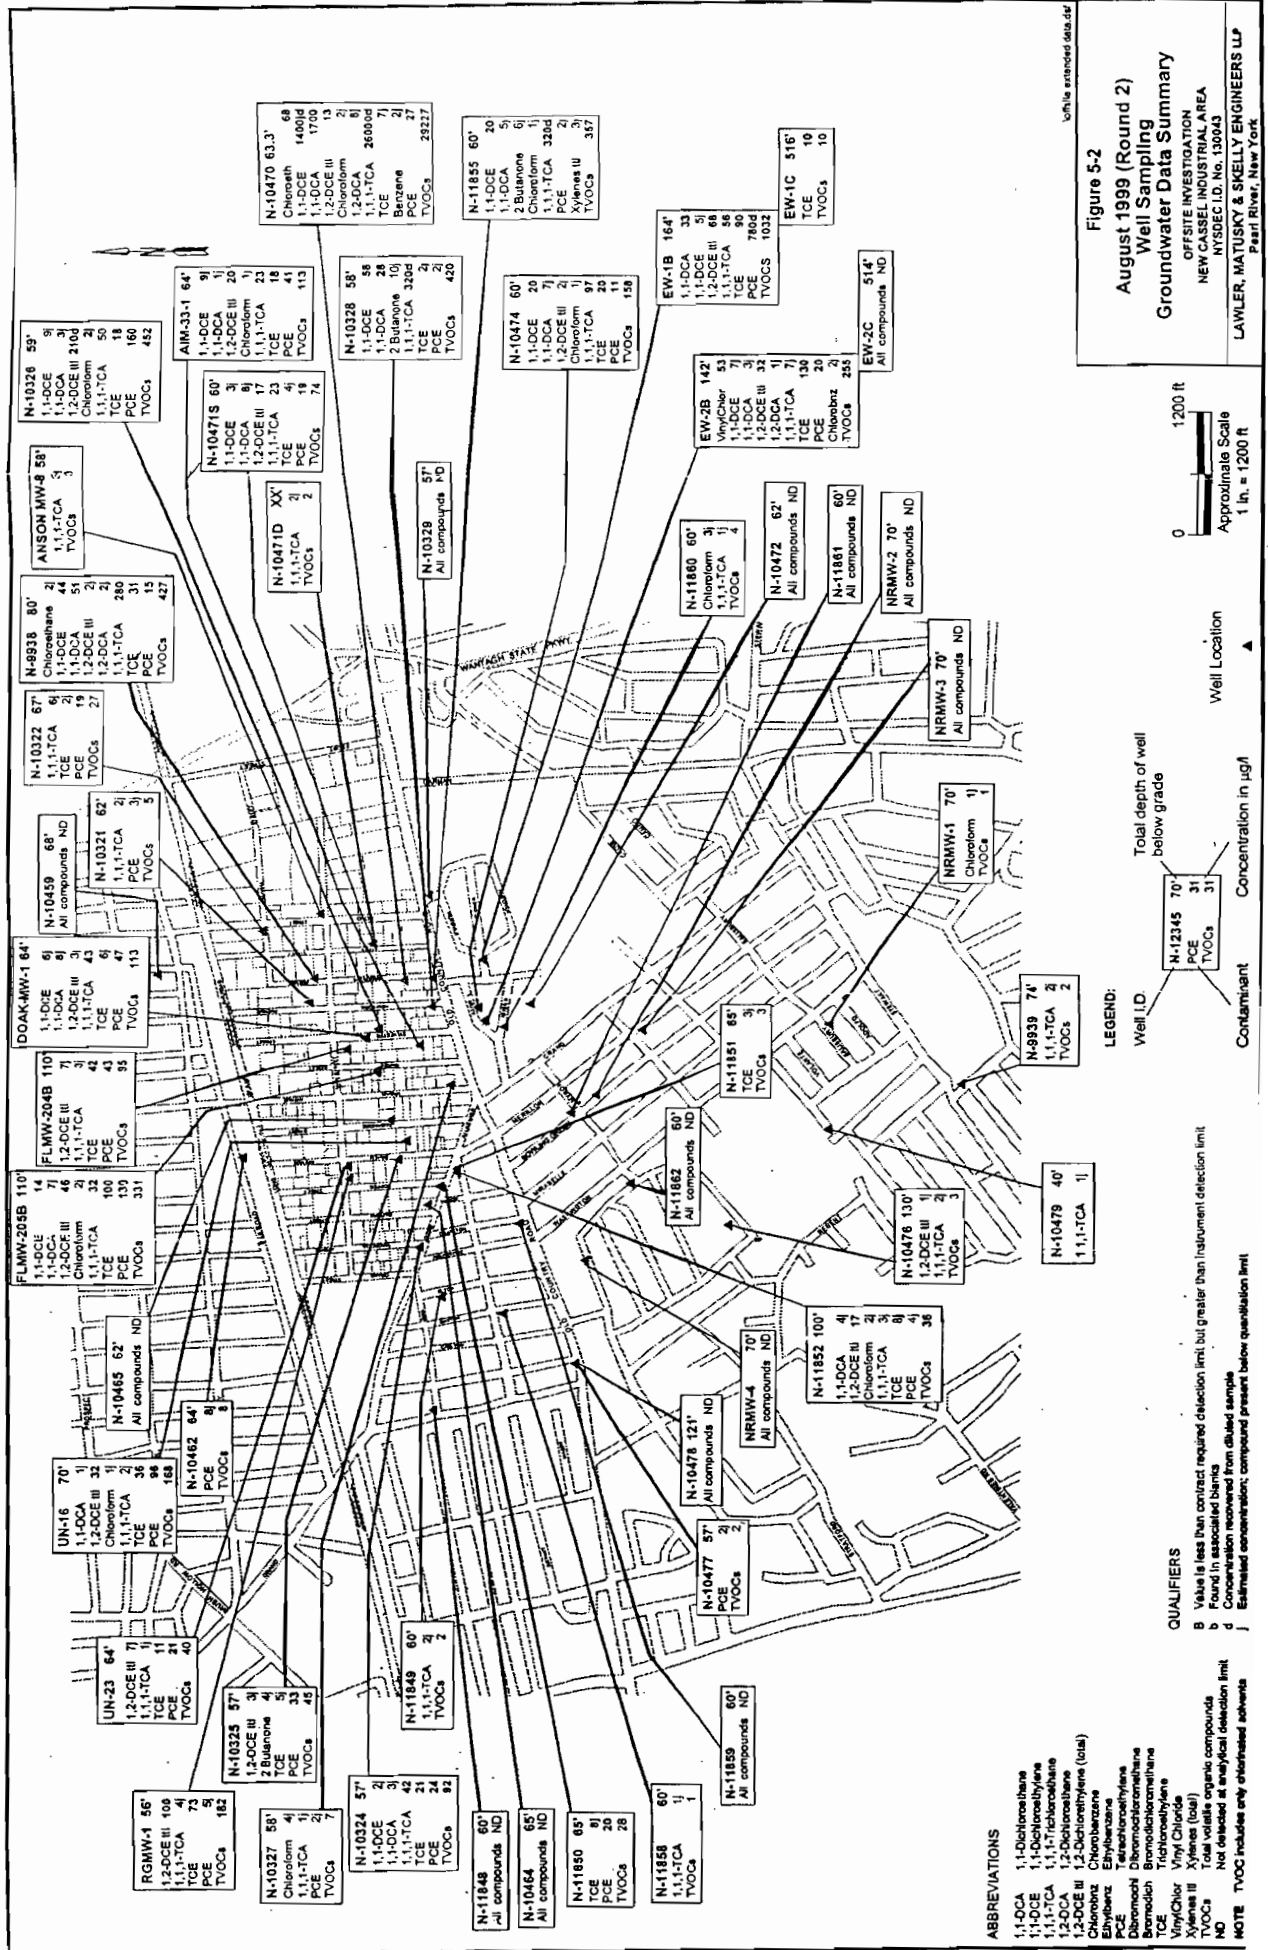 RGMW-1 56'
1,2-DCE ttl 100
1,1,1-TCA 4j
TCE 73
PCE 5j
TVOCs 182
UN-23 64'
1,2-DCE ttl 7j
1,1,1-TCA 1j
TCE 11
PCE 21
TVOCs 40
UN-16 70'
1,1-DCA 1j
1,2-DCE ttl 32
Chloroform 1j
1,1,1-TCA 2j
TCE 36
PCE 96
TVOCs 168
N-10465 62'
All compounds ND
N-10462 64'
PCE 8j
TVOCs 8
FLMW-205B 110'
1,1-DCE 14
1,1-DCA 7j
1,2-DCE ttl 46
Chloroform 2j
1,1,1-TCA 32
TCE 100
PCE 130
TVOCs 331
FLMW-204B 110'
1,2-DCE ttl 7j
1,1,1-TCA 3j
TCE 42
PCE 43
TVOCs 95
DOAK-MW-1 64'
1,1-DCE 6j
1,1-DCA 8j
1,2-DCE ttl 3j
1,1,1-TCA 43
TCE 6j
PCE 47
TVOCs 113
N-10459 68'
All compounds ND
N-10321 62'
1,1,1-TCA 2j
PCE 3j
TVOCs 5
N-10322 67'
1,1,1-TCA 6j
TCE 2j
PCE 19
TVOCs 27
N-9938 80'
Chloroethane 2j
1,1-DCE 44
1,1-DCA 51
1,2-DCE ttl 2j
1,2-DCA 2j
1,1,1-TCA 280
TCE 31
PCE 15
TVOCs 427
ANSON MW-8 58'
1,1,1-TCA 3j
TVOCs 3
N-10326 59'
1,1-DCE 9j
1,1-DCA 3j
1,2-DCE ttl 210d
Chloroform 2j
1,1,1-TCA 50
TCE 18
PCE 160
TVOCs 452
AIM-33-1 64'
1,1-DCE 9j
1,1-DCA 1j
1,2-DCE ttl 20
Chloroform 1j
1,1,1-TCA 23
TCE 18
PCE 41
TVOCs 113
N-10471S 60'
1,1-DCE 3j
1,1-DCA 8j
1,2-DCE ttl 17
1,1,1-TCA 23
TCE 4j
PCE 19
TVOCs 74
N-10471D XX'
1,1,1-TCA 2j
TVOCs 2
N-10470 63.3'
Chloroeth 68
1,1-DCE 1400jd
1,1-DCA 1700
1,2-DCE ttl 13
Chloroform 2j
1,2-DCA 8j
1,1,1-TCA 26000d
TCE 7j
Benzene 2j
PCE 27
TVOCs 29227
N-10328 58'
1,1-DCE 58
1,1-DCA 28
2 Butanone 10j
1,1,1-TCA 320d
TCE 2j
PCE 2j
TVOCs 420
N-10329 57'
All compounds ND
N-11855 60'
1,1-DCE 20
1,1-DCA 5j
2 Butanone 6j
Chloroform 1j
1,1,1-TCA 320d
PCE 2j
Xylenes ttl 3j
TVOCs 357
N-10474 60'
1,1-DCE 20
1,1-DCA 7j
1,2-DCE ttl 2j
Chloroform 1j
1,1,1-TCA 97
TCE 20
PCE 11
TVOCs 158
EW-1B 164'
1,1-DCA 33
1,1-DCE 5j
1,2-DCE ttl 68
1,1,1-TCA 56
TCE 90
PCE 780d
TVOCS 1032
EW-1C 516'
TCE 10
TVOCs 10
EW-2B 142'
VinylChlor 53
1,1-DCE 7j
1,1-DCA 3j
1,2-DCE ttl 32
1,2-DCA 1j
1,1,1-TCA 7j
TCE 130
PCE 20
Chlorobnz 2j
TVOCs 255
EW-2C 514'
All compounds ND
N-11860 60'
Chloroform 3j
1,1,1-TCA 1j
TVOCs 4
N-10472 62'
All compounds ND
N-11861 60'
All compounds ND
NRMW-2 70'
All compounds ND
NRMW-3 70'
All compounds ND
NRMW-1 70'
Chloroform 1j
TVOCs 1
N-9939 74'
1,1,1-TCA 2j
TVOCs 2
N-11851 65'
TCE 3j
TVOCs 3
N-11862 60'
All compounds ND
N-10479 40'
1 1,1-TCA 1j
N-10476 130'
1,2-DCE ttl 1j
1,1,1-TCA 2j
TVOCs 3
N-11852 100'
1,1-DCA 4j
1,2-DCE ttl 17
Chloroform 2j
1,1,1-TCA 3j
TCE 8j
PCE 4j
TVOCs 36
NRMW-4 70'
All compounds ND
N-10478 121'
All compounds ND
N-10477 57'
PCE 2j
TVOCs 2
N-11859 60'
All compounds ND
N-11858 60'
1,1,1-TCA 1j
TVOCs 1
N-11850 65'
TCE 8j
PCE 20
TVOCs 28
N-10464 65'
All compounds ND
N-11848 60'
All compounds ND
N-11849 60'
1,1,1-TCA 2j
TVOCs 2
N-10324 57'
1,1-DCE 2j
1,1-DCA 3j
1,1,1-TCA 42
TCE 21
PCE 24
TVOCs 92
N-10327 58'
Chloroform 4j
1,1,1-TCA 1j
PCE 2j
TVOCs 7
N-10325 57'
1,2-DCE ttl 3j
2 Butanone 4j
TCE 5j
PCE 33
TVOCs 45
WANTAGH STATE PKWY
ABBREVIATIONS
1,1-DCA 1,1-Dichloroethane
1,1-DCE 1,1-Dichloroethylene
1,1,1-TCA 1,1,1-Trichloroethane
1,2-DCA 1,2-Dichloroethane
1,2-DCE ttl 1,2-Dichlorethylene (total)
Chlorobnz Chlorobenzene
Ethylbenz Ethylbenzene
PCE Tetrachloroethylene
Dibromochl Dibromochloromethane
Bromodich Bromodichloromethane
TCE Trichloroethylene
VinylChlor Vinyl Chloride
Xylenes ttl Xylenes (total)
TVOCs Total volatile organic compounds
ND Not detected at analytical detection limit
NOTE TVOC includes only chlorinated solvents
QUALIFIERS
B Value is less than contract required detection limit but greater than instrument detection limit
b Found in associated blanks
d Concentration recovered from diluted sample
j Estimated concentration; compound present below quantitation limit
LEGEND:
Well I.D.
Total depth of well
below grade
N-12345 70'
PCE 31
TVOCs 31
Contaminant
Concentration in µg/l
Well Location
0 1200 ft
Approximate Scale
1 in. = 1200 ft
Figure 5-2
August 1999 (Round 2)
Well Sampling
Groundwater Data Summary
OFFSITE INVESTIGATION
NEW CASSEL INDUSTRIAL AREA
NYSDEC I.D. No. 130043
LAWLER, MATUSKY & SKELLY ENGINEERS LLP
Pearl River, New York